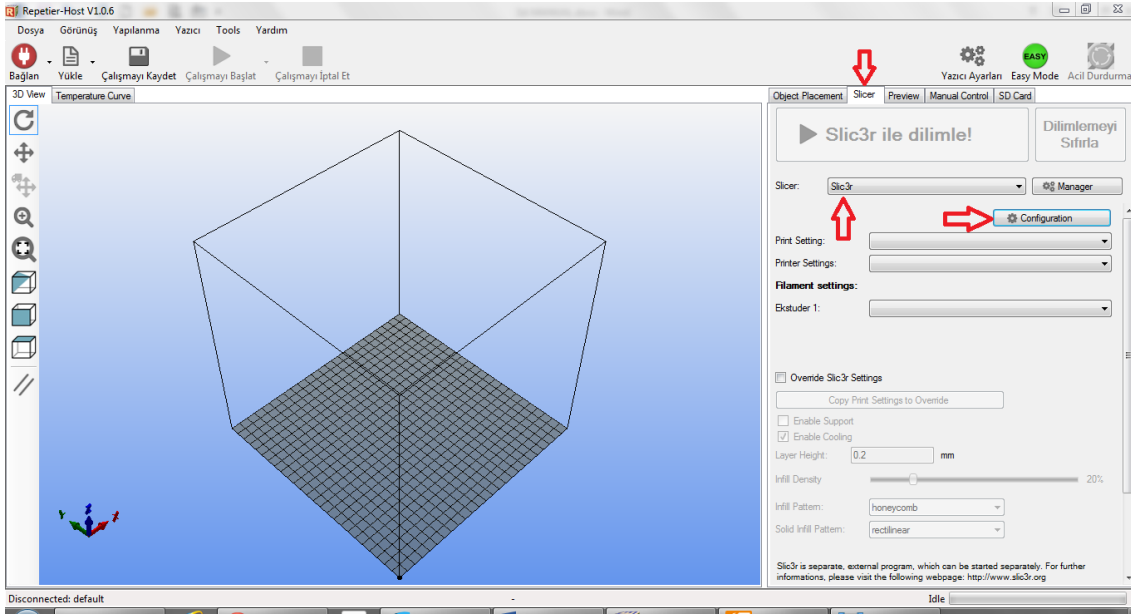 Repetier-Host V1.0.6
Dosya Görünüş Yapılanma Yazıcı Tools Yardım
EASY
Bağlan Yükle Çalışmayı Kaydet Çalışmayı Başlat Çalışmayı İptal Et Yazıcı Ayarları Easy Mode Acil Durdurma
3D View Temperature Curve Object Placement Slicer Preview Manual Control SD Card
Slic3r ile dilimle! Dilimlemeyi
Sıfırla
Slicer: Slic3r Manager
Configuration
Print Setting:
Printer Settings:
Filament settings:
Ekstuder 1:
Override Slic3r Settings
Copy Print Settings to Override
Enable Support
Enable Cooling
Layer Height: 0.2 mm
Infill Density 20%
Infill Pattern: honeycomb
Solid Infill Pattern: rectilinear
Slic3r is separate, external program, which can be started separately. For further
informations, please visit the following webpage: http://www.slic3r.org
Disconnected: default - Idle